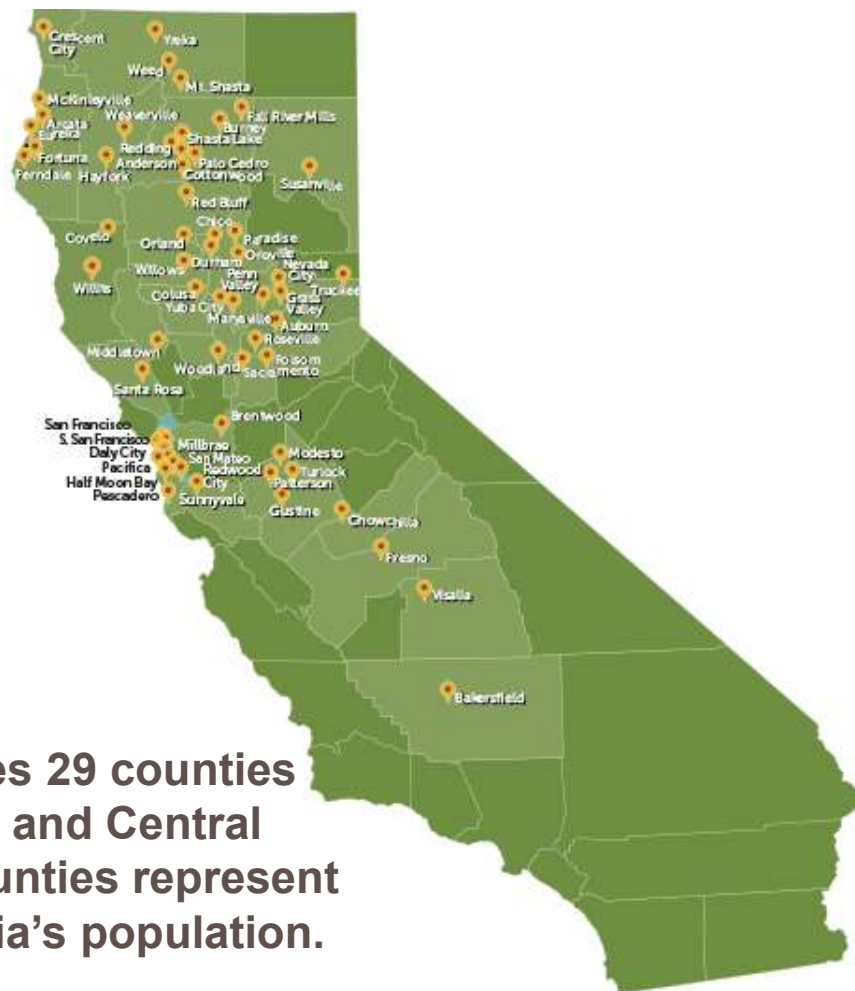 Crescent
City
Yreka
Weed
Mt. Shasta
McKinleyville
Fall River Mills
Weaverville
Burney
Arcata
Eureka
Shasta Lake
Redding
Fortuna
Anderson
Palo Cedro
Ferndale
Hayfork
Cottonwood
Susanville
Red Bluff
Chico
Covelo
Orland
Paradise
Durham
Oroville
Willows
Penn
Valley
Nevada
City
Willits
Truckee
Colusa
Grass
Valley
Yuba City
Marysville
Auburn
Roseville
Middletown
Woodland
Folsom
Sacramento
Santa Rosa
Brentwood
San Francisco
S. San Francisco
Millbrae
Daly City
San Mateo
Modesto
Pacifica
Redwood
City
Turlock
Patterson
Half Moon Bay
Pescadero
Sunnyvale
Gustine
Chowchilla
Fresno
Visalia
Bakersfield
es 29 counties
and Central
unties represent
ia's population.